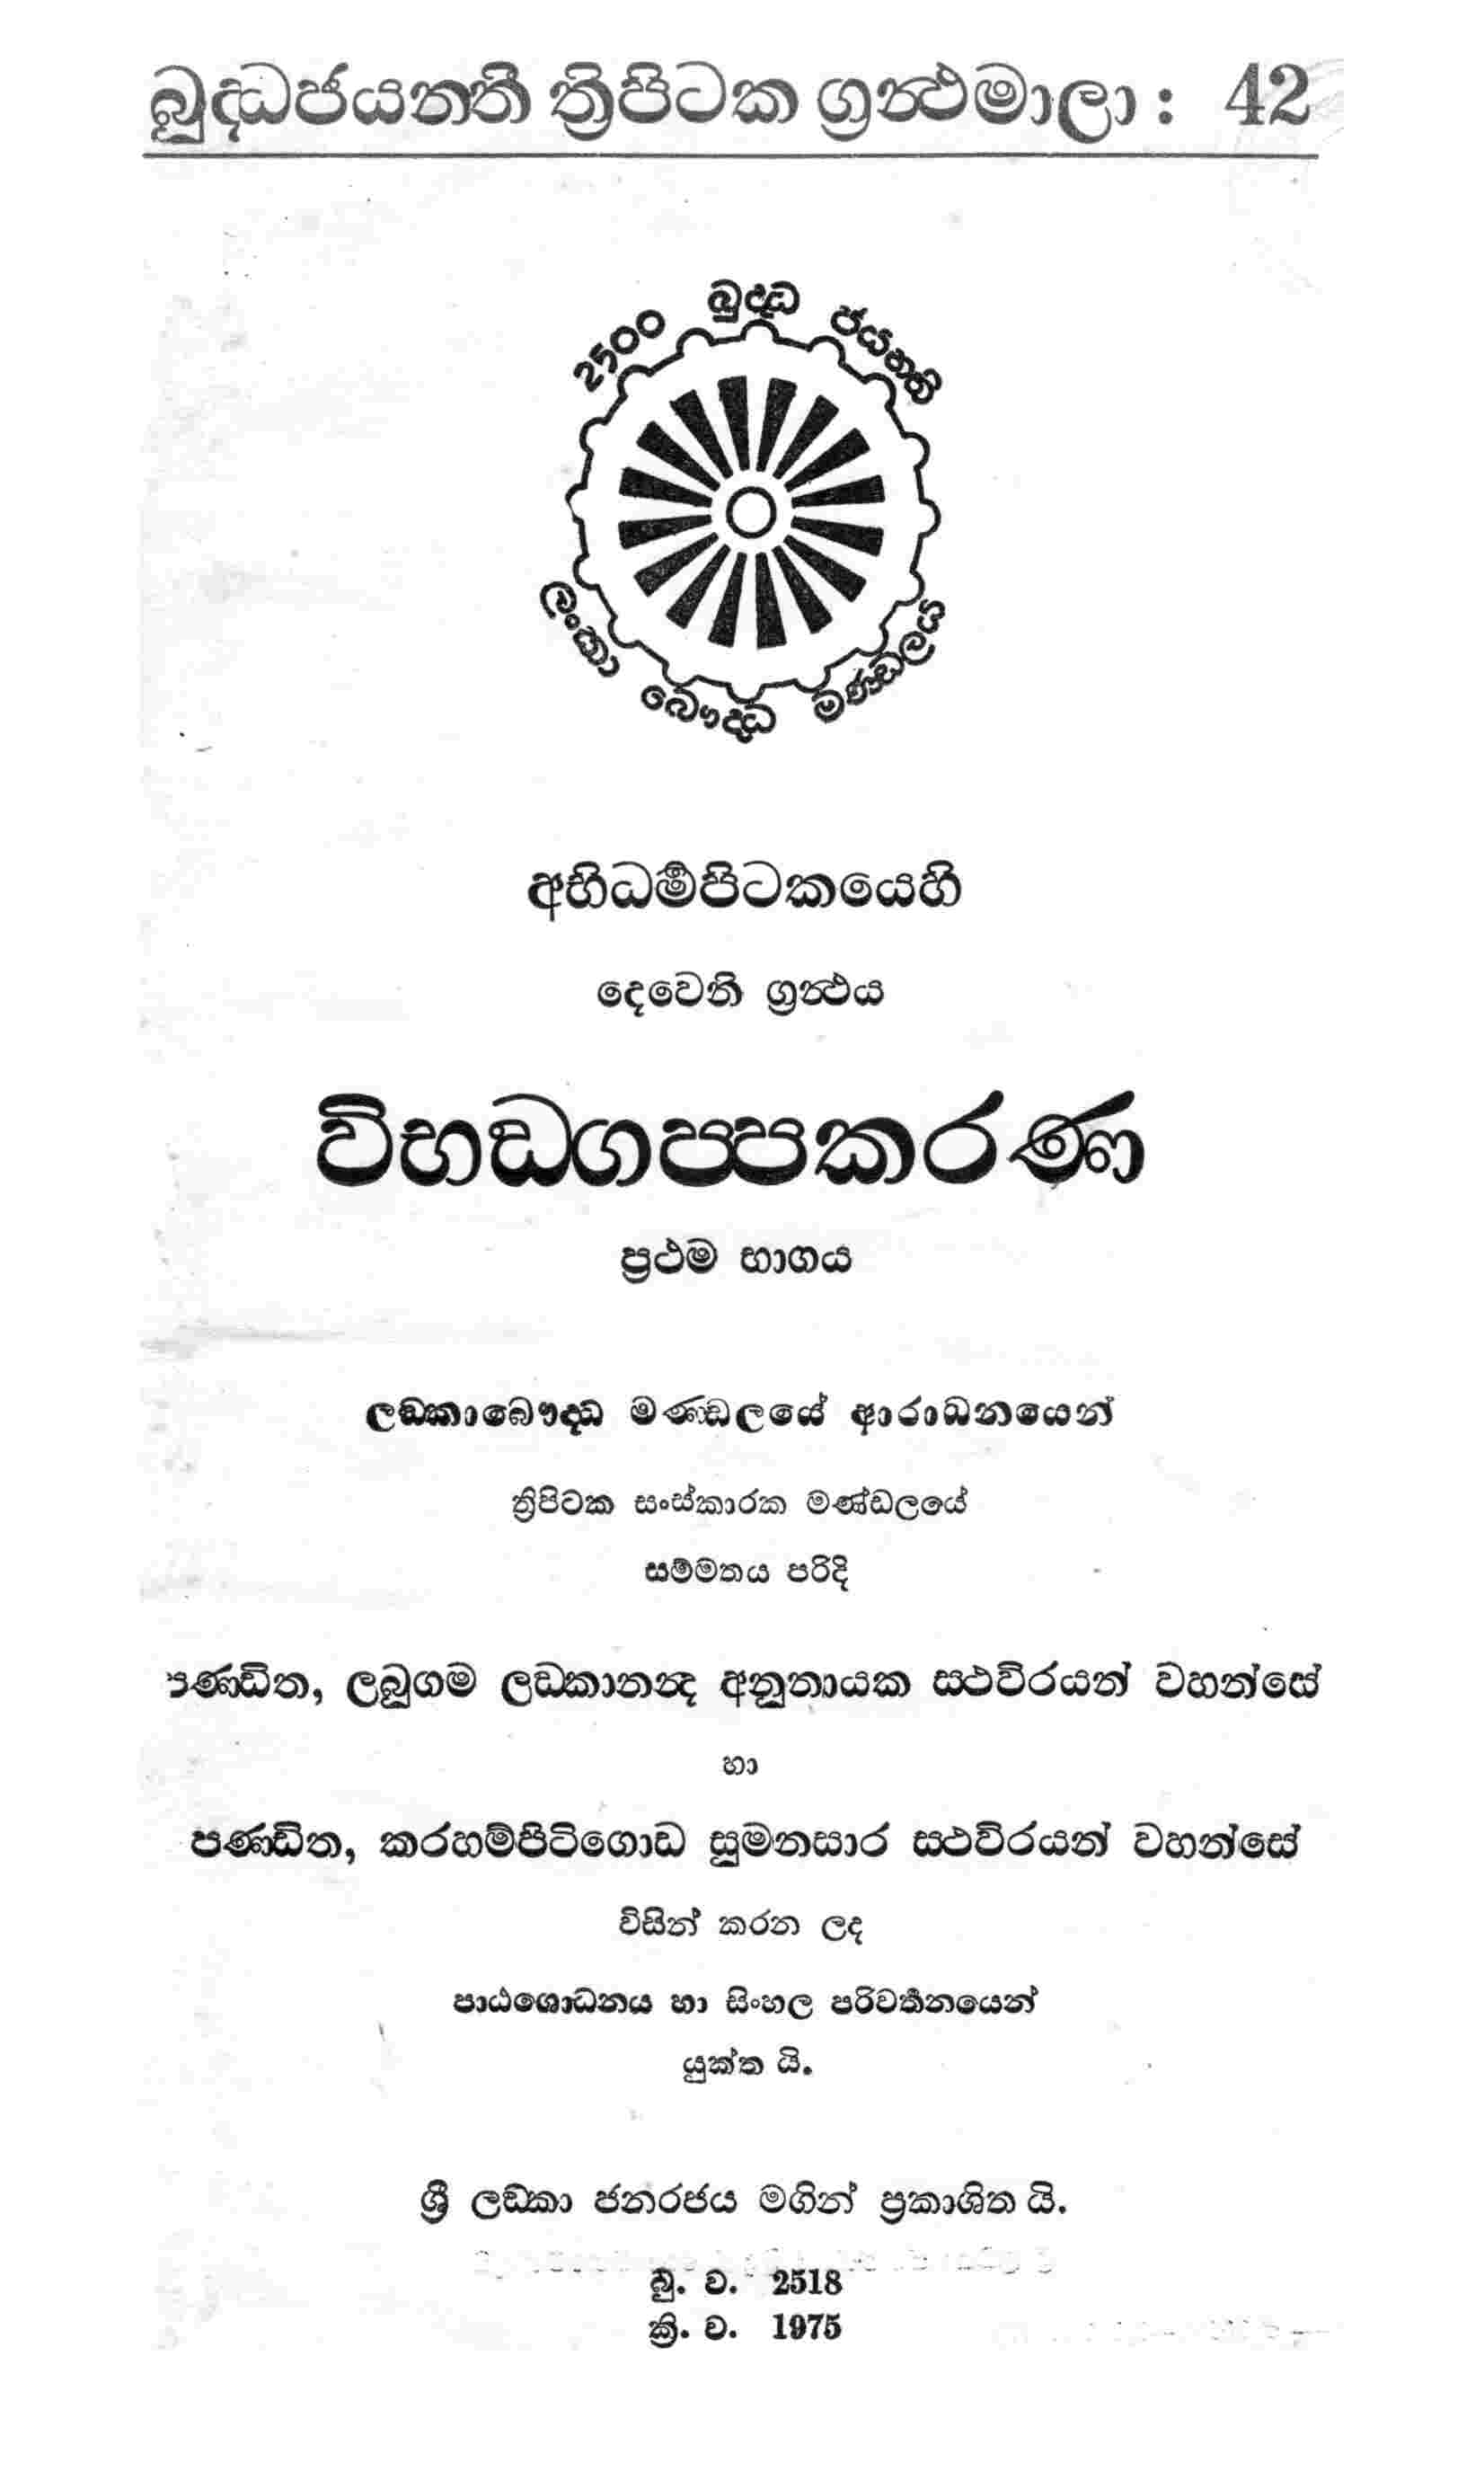 බුද්ධජයන්තී ත්‍රිපිටක ග්‍රන්ථමාලා : 42
2500 බුද්ධ ජයන්ති
ලංකා බෞද්ධ මණ්ඩලය
අභිධර්මපිටකයෙහි
දෙවෙනි ග්‍රන්ථය
විභඞ්ගප්පකරණ
ප්‍රථම භාගය
ලඞ්කාබෞද්ධ මණ්ඩලයේ ආරාධනයෙන්
ත්‍රිපිටක සංස්කාරක මණ්ඩලයේ
සම්මතය පරිදි
පණ්ඩිත, ලබුගම ලඞ්කානන්ද අනුනායක ස්ථවිරයන් වහන්සේ
හා
පණ්ඩිත, කරහම්පිටිගොඩ සුමනසාර ස්ථවිරයන් වහන්සේ
විසින් කරන ලද
පාඨශොධනය හා සිංහල පරිවර්තනයෙන්
යුක්ත යි.
ශ්‍රී ලඞ්කා ජනරජය මගින් ප්‍රකාශිත යි.
බු. ව. 2518
ක්‍රි. ව. 1975